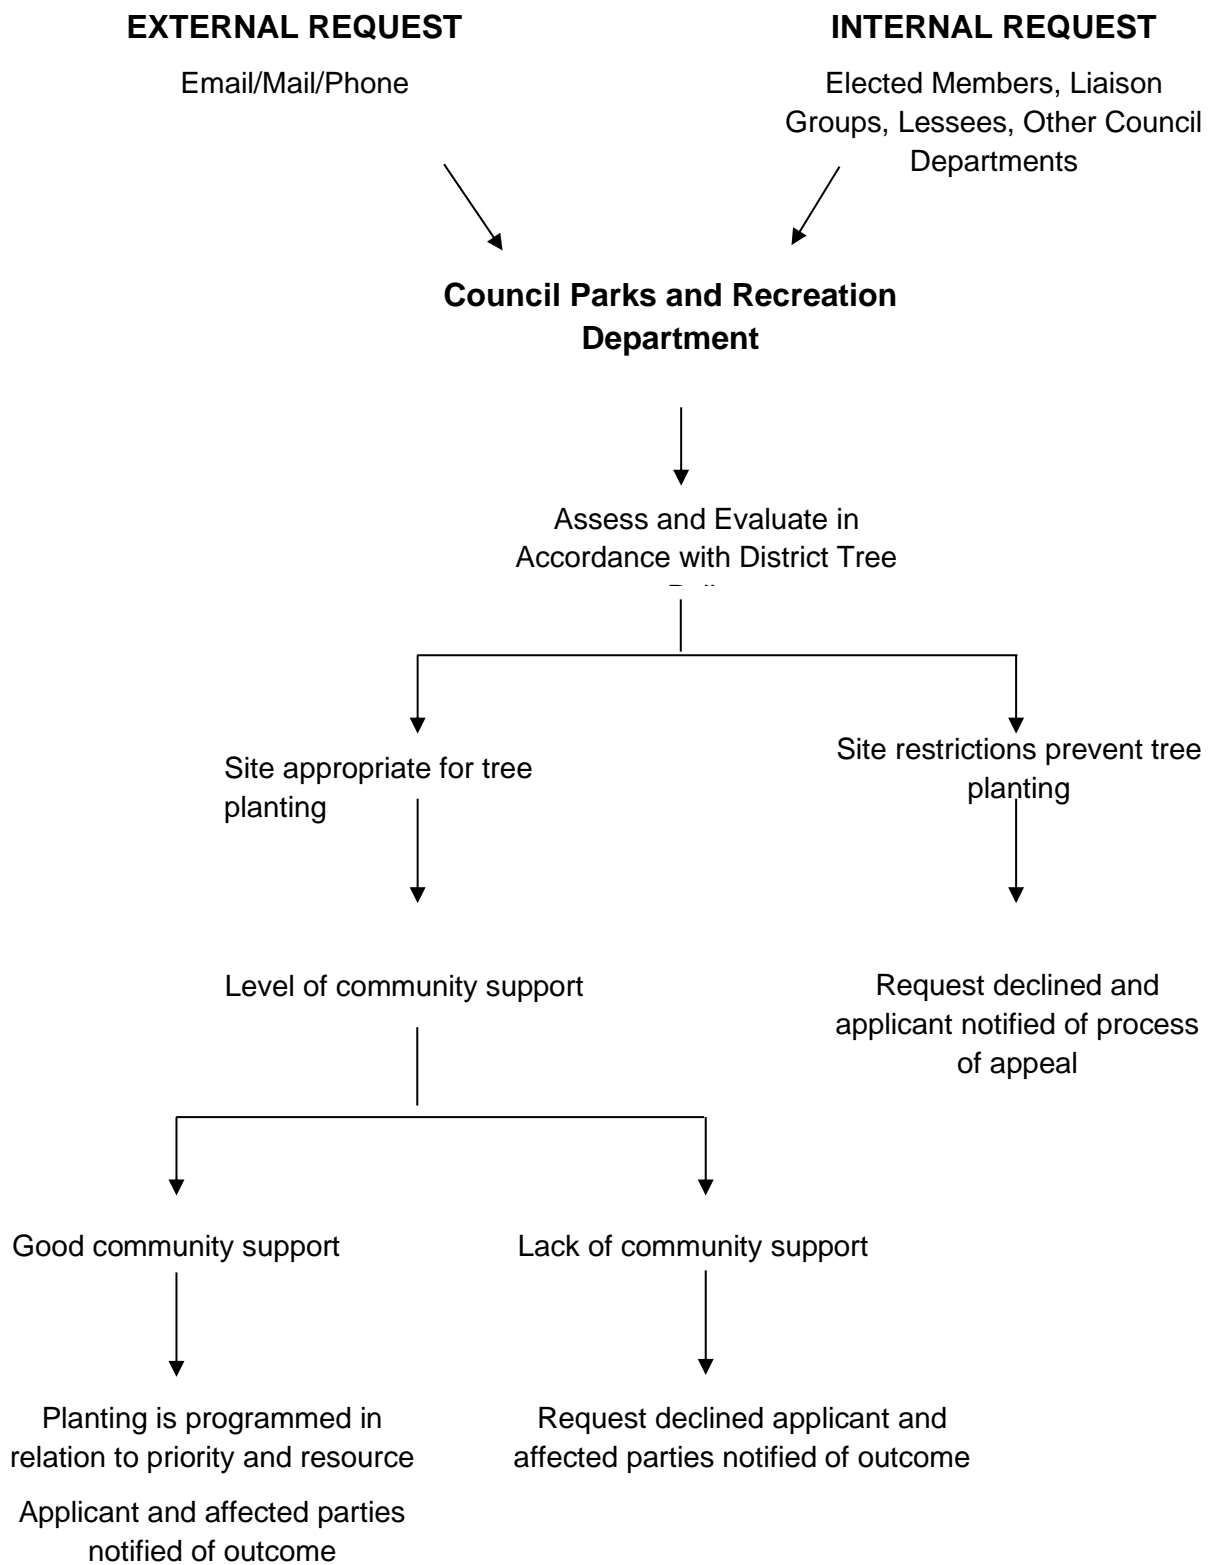 EXTERNAL REQUEST
Email/Mail/Phone
INTERNAL REQUEST
Elected Members, Liaison
Groups, Lessees, Other Council
Departments
Council Parks and Recreation
Department
Assess and Evaluate in
Accordance with District Tree
Site appropriate for tree
planting
Site restrictions prevent tree
planting
Level of community support
Request declined and
applicant notified of process
of appeal
Good community support
Lack of community support
Planting is programmed in
relation to priority and resource
Applicant and affected parties
notified of outcome
Request declined applicant and
affected parties notified of outcome